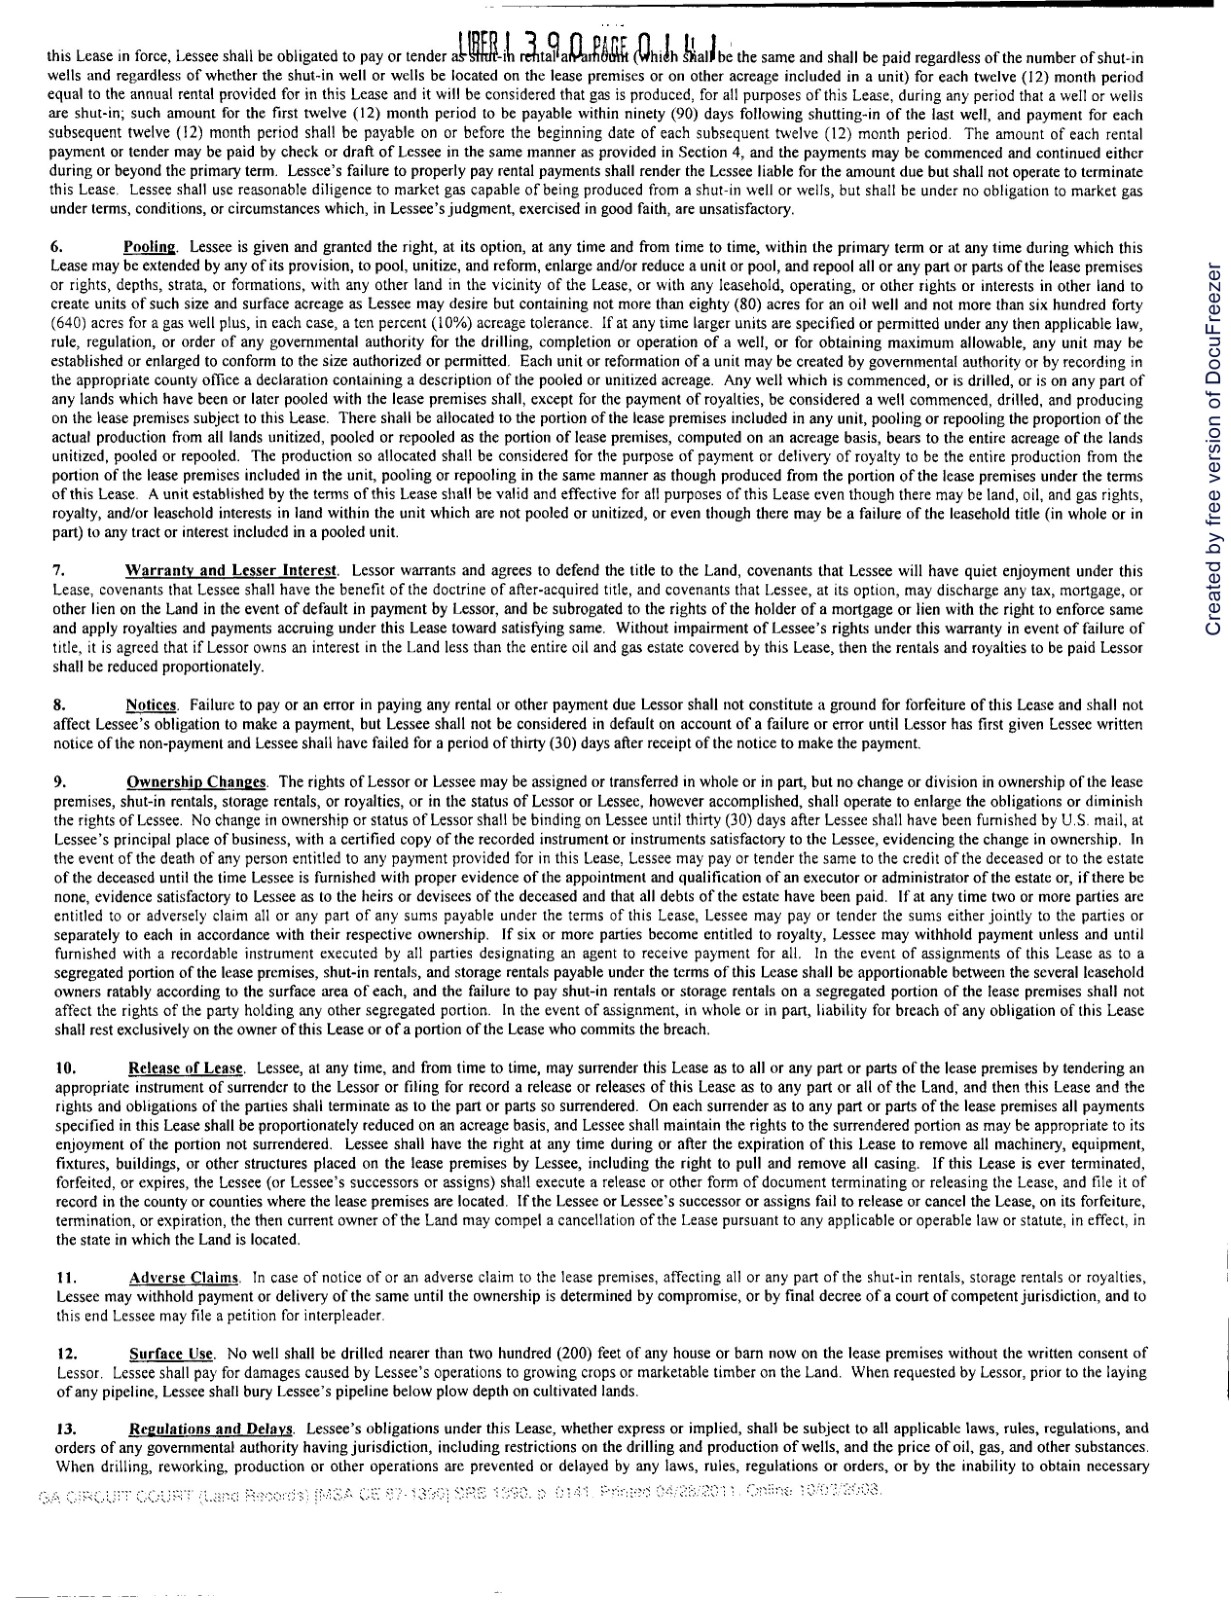 LIBER 1 3 9 0 PAGE 0 1 4 1
this Lease in force, Lessee shall be obligated to pay or tender as shut-in rental an amount (which shall be the same and shall be paid regardless of the number of shut-in
wells and regardless of whether the shut-in well or wells be located on the lease premises or on other acreage included in a unit) for each twelve (12) month period
equal to the annual rental provided for in this Lease and it will be considered that gas is produced, for all purposes of this Lease, during any period that a well or wells
are shut-in; such amount for the first twelve (12) month period to be payable within ninety (90) days following shutting-in of the last well, and payment for each
subsequent twelve (12) month period shall be payable on or before the beginning date of each subsequent twelve (12) month period. The amount of each rental
payment or tender may be paid by check or draft of Lessee in the same manner as provided in Section 4, and the payments may be commenced and continued either
during or beyond the primary term. Lessee's failure to properly pay rental payments shall render the Lessee liable for the amount due but shall not operate to terminate
this Lease. Lessee shall use reasonable diligence to market gas capable of being produced from a shut-in well or wells, but shall be under no obligation to market gas
under terms, conditions, or circumstances which, in Lessee's judgment, exercised in good faith, are unsatisfactory.
6. Pooling. Lessee is given and granted the right, at its option, at any time and from time to time, within the primary term or at any time during which this
Lease may be extended by any of its provision, to pool, unitize, and reform, enlarge and/or reduce a unit or pool, and repool all or any part or parts of the lease premises
or rights, depths, strata, or formations, with any other land in the vicinity of the Lease, or with any leasehold, operating, or other rights or interests in other land to
create units of such size and surface acreage as Lessee may desire but containing not more than eighty (80) acres for an oil well and not more than six hundred forty
(640) acres for a gas well plus, in each case, a ten percent (10%) acreage tolerance. If at any time larger units are specified or permitted under any then applicable law,
rule, regulation, or order of any governmental authority for the drilling, completion or operation of a well, or for obtaining maximum allowable, any unit may be
established or enlarged to conform to the size authorized or permitted. Each unit or reformation of a unit may be created by governmental authority or by recording in
the appropriate county office a declaration containing a description of the pooled or unitized acreage. Any well which is commenced, or is drilled, or is on any part of
any lands which have been or later pooled with the lease premises shall, except for the payment of royalties, be considered a well commenced, drilled, and producing
on the lease premises subject to this Lease. There shall be allocated to the portion of the lease premises included in any unit, pooling or repooling the proportion of the
actual production from all lands unitized, pooled or repooled as the portion of lease premises, computed on an acreage basis, bears to the entire acreage of the lands
unitized, pooled or repooled. The production so allocated shall be considered for the purpose of payment or delivery of royalty to be the entire production from the
portion of the lease premises included in the unit, pooling or repooling in the same manner as though produced from the portion of the lease premises under the terms
of this Lease. A unit established by the terms of this Lease shall be valid and effective for all purposes of this Lease even though there may be land, oil, and gas rights,
royalty, and/or leasehold interests in land within the unit which are not pooled or unitized, or even though there may be a failure of the leasehold title (in whole or in
part) to any tract or interest included in a pooled unit.
7. Warranty and Lesser Interest. Lessor warrants and agrees to defend the title to the Land, covenants that Lessee will have quiet enjoyment under this
Lease, covenants that Lessee shall have the benefit of the doctrine of after-acquired title, and covenants that Lessee, at its option, may discharge any tax, mortgage, or
other lien on the Land in the event of default in payment by Lessor, and be subrogated to the rights of the holder of a mortgage or lien with the right to enforce same
and apply royalties and payments accruing under this Lease toward satisfying same. Without impairment of Lessee's rights under this warranty in event of failure of
title, it is agreed that if Lessor owns an interest in the Land less than the entire oil and gas estate covered by this Lease, then the rentals and royalties to be paid Lessor
shall be reduced proportionately.
8. Notices. Failure to pay or an error in paying any rental or other payment due Lessor shall not constitute a ground for forfeiture of this Lease and shall not
affect Lessee's obligation to make a payment, but Lessee shall not be considered in default on account of a failure or error until Lessor has first given Lessee written
notice of the non-payment and Lessee shall have failed for a period of thirty (30) days after receipt of the notice to make the payment.
9. Ownership Changes. The rights of Lessor or Lessee may be assigned or transferred in whole or in part, but no change or division in ownership of the lease
premises, shut-in rentals, storage rentals, or royalties, or in the status of Lessor or Lessee, however accomplished, shall operate to enlarge the obligations or diminish
the rights of Lessee. No change in ownership or status of Lessor shall be binding on Lessee until thirty (30) days after Lessee shall have been furnished by U.S. mail, at
Lessee's principal place of business, with a certified copy of the recorded instrument or instruments satisfactory to the Lessee, evidencing the change in ownership. In
the event of the death of any person entitled to any payment provided for in this Lease, Lessee may pay or tender the same to the credit of the deceased or to the estate
of the deceased until the time Lessee is furnished with proper evidence of the appointment and qualification of an executor or administrator of the estate or, if there be
none, evidence satisfactory to Lessee as to the heirs or devisees of the deceased and that all debts of the estate have been paid. If at any time two or more parties are
entitled to or adversely claim all or any part of any sums payable under the terms of this Lease, Lessee may pay or tender the sums either jointly to the parties or
separately to each in accordance with their respective ownership. If six or more parties become entitled to royalty, Lessee may withhold payment unless and until
furnished with a recordable instrument executed by all parties designating an agent to receive payment for all. In the event of assignments of this Lease as to a
segregated portion of the lease premises, shut-in rentals, and storage rentals payable under the terms of this Lease shall be apportionable between the several leasehold
owners ratably according to the surface area of each, and the failure to pay shut-in rentals or storage rentals on a segregated portion of the lease premises shall not
affect the rights of the party holding any other segregated portion. In the event of assignment, in whole or in part, liability for breach of any obligation of this Lease
shall rest exclusively on the owner of this Lease or of a portion of the Lease who commits the breach.
10. Release of Lease. Lessee, at any time, and from time to time, may surrender this Lease as to all or any part or parts of the lease premises by tendering an
appropriate instrument of surrender to the Lessor or filing for record a release or releases of this Lease as to any part or all of the Land, and then this Lease and the
rights and obligations of the parties shall terminate as to the part or parts so surrendered. On each surrender as to any part or parts of the lease premises all payments
specified in this Lease shall be proportionately reduced on an acreage basis, and Lessee shall maintain the rights to the surrendered portion as may be appropriate to its
enjoyment of the portion not surrendered. Lessee shall have the right at any time during or after the expiration of this Lease to remove all machinery, equipment,
fixtures, buildings, or other structures placed on the lease premises by Lessee, including the right to pull and remove all casing. If this Lease is ever terminated,
forfeited, or expires, the Lessee (or Lessee's successors or assigns) shall execute a release or other form of document terminating or releasing the Lease, and file it of
record in the county or counties where the lease premises are located. If the Lessee or Lessee's successor or assigns fail to release or cancel the Lease, on its forfeiture,
termination, or expiration, the then current owner of the Land may compel a cancellation of the Lease pursuant to any applicable or operable law or statute, in effect, in
the state in which the Land is located.
11. Adverse Claims. In case of notice of or an adverse claim to the lease premises, affecting all or any part of the shut-in rentals, storage rentals or royalties,
Lessee may withhold payment or delivery of the same until the ownership is determined by compromise, or by final decree of a court of competent jurisdiction, and to
this end Lessee may file a petition for interpleader.
12. Surface Use. No well shall be drilled nearer than two hundred (200) feet of any house or barn now on the lease premises without the written consent of
Lessor. Lessee shall pay for damages caused by Lessee's operations to growing crops or marketable timber on the Land. When requested by Lessor, prior to the laying
of any pipeline, Lessee shall bury Lessee's pipeline below plow depth on cultivated lands.
13. Regulations and Delays. Lessee's obligations under this Lease, whether express or implied, shall be subject to all applicable laws, rules, regulations, and
orders of any governmental authority having jurisdiction, including restrictions on the drilling and production of wells, and the price of oil, gas, and other substances.
When drilling, reworking, production or other operations are prevented or delayed by any laws, rules, regulations or orders, or by the inability to obtain necessary
GA CIRCUIT COURT (Land Records) [MSA CE 87-1390] SRE 1390, p. 0141. Printed 04/26/2011. Online 10/07/2008.
Created by free version of DocuFreezer